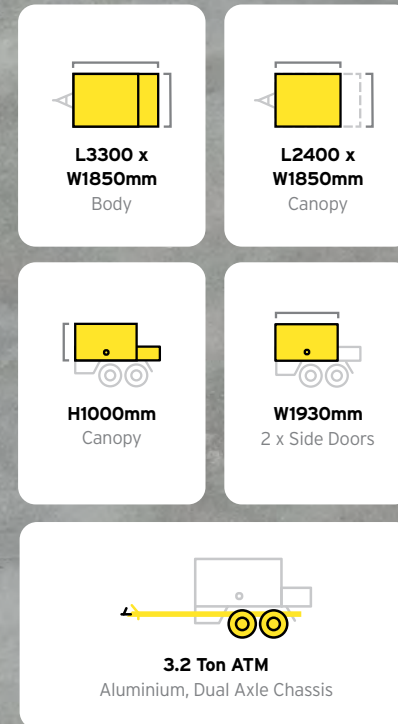 L3300 x
W1850mm
Body
L2400 x
W1850mm
Canopy
H1000mm
Canopy
W1930mm
2 x Side Doors
3.2 Ton ATM
Aluminium, Dual Axle Chassis